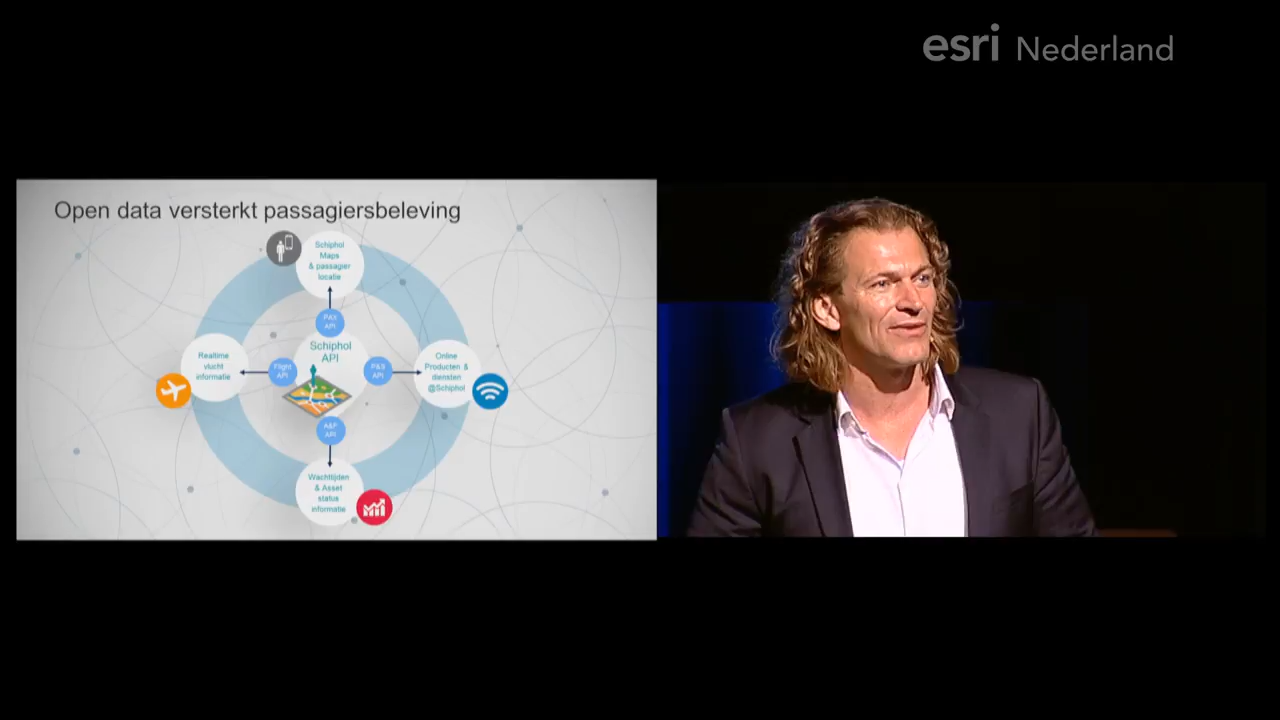 esri Nederland
Open data versterkt passagiersbeleving
Schiphol
Maps
& passagier
locatie
PAS
API
Schiphol
API
Realtime
vlucht
informatie
Flight
API
P&S
API
Online
Producten &
diensten
@Schiphol
A&F
API
Wachttijden
& Asset
status
informatie